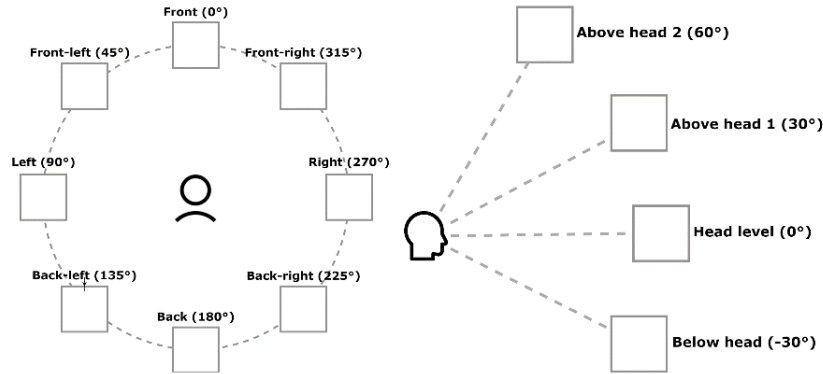 Front (0°)
Front-left (45°)
Front-right (315°)
Left (90°)
Right (270°)
Back-left (135°)
Back-right (225°)
Back (180°)
Above head 2 (60°)
Above head 1 (30°)
Head level (0°)
Below head (-30°)